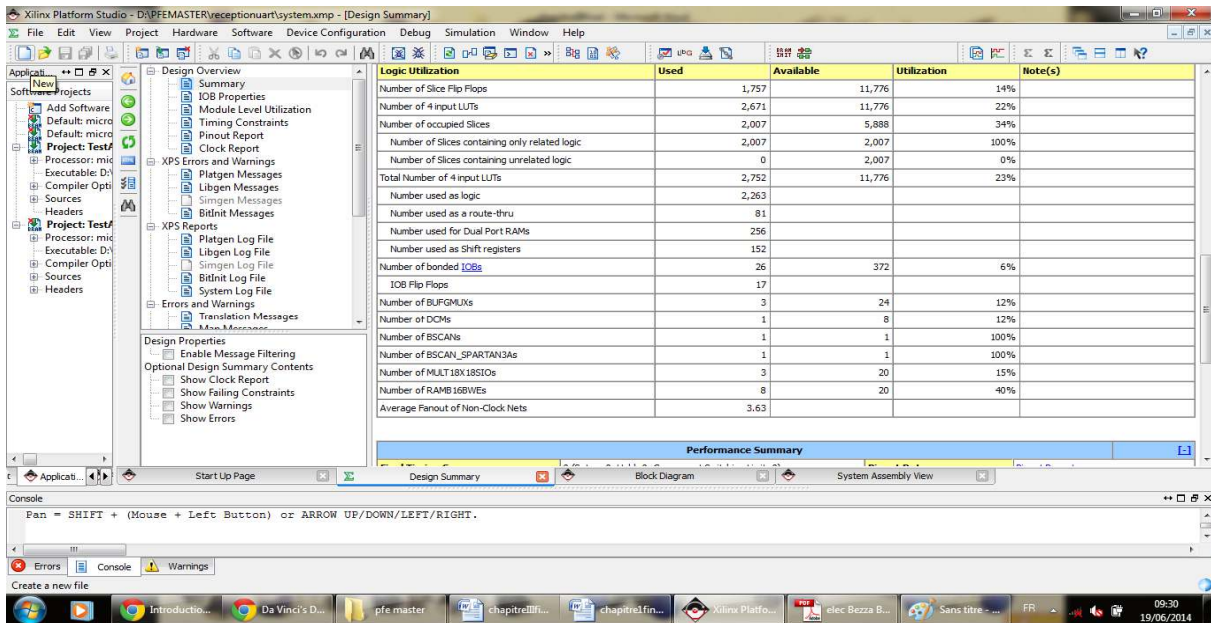 Xilinx Platform Studio - D:\PFEMASTER\receptionuart\system.xmp - [Design Summary]
File Edit View Project Hardware Software Device Configuration Debug Simulation Window Help
Applicati...
New
Software Projects
Add Software
Default: micro
Default: micro
Project: TestA
Processor: mic
Executable: D:\
Compiler Opti
Sources
Headers
Project: TestA
Processor: mic
Executable: D:\
Compiler Opti
Sources
Headers
Design Overview
Summary
IOB Properties
Module Level Utilization
Timing Constraints
Pinout Report
Clock Report
XPS Errors and Warnings
Platgen Messages
Libgen Messages
Simgen Messages
BitInit Messages
XPS Reports
Platgen Log File
Libgen Log File
Simgen Log File
BitInit Log File
System Log File
Errors and Warnings
Translation Messages
Map Messages
Design Properties
Enable Message Filtering
Optional Design Summary Contents
Show Clock Report
Show Failing Constraints
Show Warnings
Show Errors
Logic Utilization Used Available Utilization Note(s)
Number of Slice Flip Flops 1,757 11,776 14%
Number of 4 input LUTs 2,671 11,776 22%
Number of occupied Slices 2,007 5,888 34%
Number of Slices containing only related logic 2,007 2,007 100%
Number of Slices containing unrelated logic 0 2,007 0%
Total Number of 4 input LUTs 2,752 11,776 23%
Number used as logic 2,263
Number used as a route-thru 81
Number used for Dual Port RAMs 256
Number used as Shift registers 152
Number of bonded IOBs 26 372 6%
IOB Flip Flops 17
Number of BUFGMUXs 3 24 12%
Number of DCMs 1 8 12%
Number of BSCANs 1 1 100%
Number of BSCAN_SPARTAN3As 1 1 100%
Number of MULT18X18SIOs 3 20 15%
Number of RAMB16BWEs 8 20 40%
Average Fanout of Non-Clock Nets 3.63
Performance Summary [-]
Applicati... Start Up Page Design Summary Block Diagram System Assembly View
Console
Pan = SHIFT + (Mouse + Left Button) or ARROW UP/DOWN/LEFT/RIGHT.
Errors Console Warnings
Create a new file
Introductio... Da Vinci's D... pfe master chapitreIIIfi... chapitre1fin... Xilinx Platfo... elec Bezza B... Sans titre - ... FR 09:30
19/06/2014